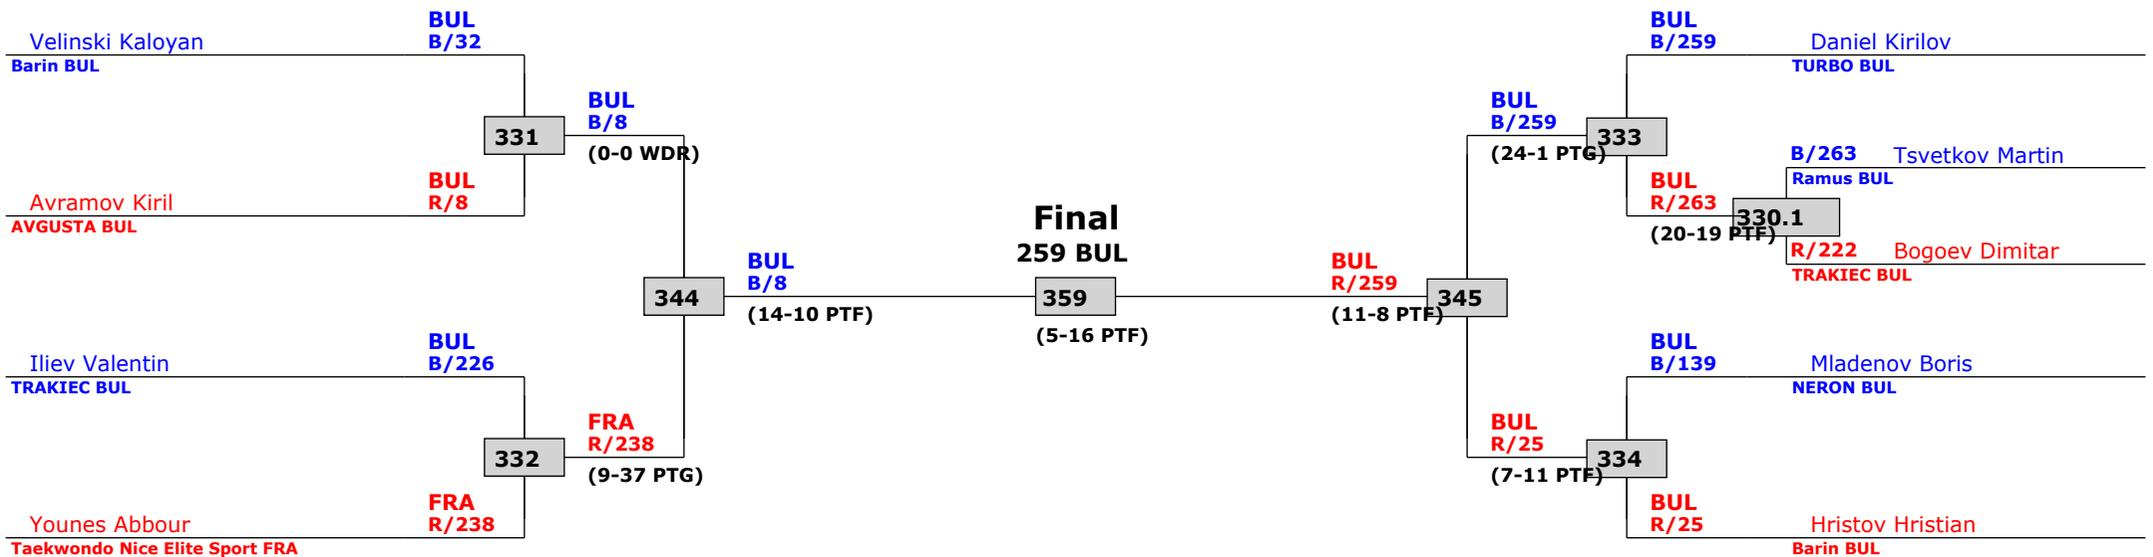 BUL
Velinski Kaloyan B/32
Barin BUL
331
BUL
B/8
(0-0 WDR)
BUL
Avramov Kiril R/8
AVGUSTA BUL
344
BUL
B/8
(14-10 PTF)
BUL
Iliev Valentin B/226
TRAKIEC BUL
332
FRA
R/238
(9-37 PTG)
FRA
Younes Abbour R/238
Taekwondo Nice Elite Sport FRA
Final
259 BUL
359
(5-16 PTF)
BUL
B/259 Daniel Kirilov
TURBO BUL
BUL
B/259
333
(24-1 PTG)
B/263 Tsvetkov Martin
Ramus BUL
BUL
R/263
330.1
(20-19 PTF)
R/222 Bogoev Dimitar
TRAKIEC BUL
BUL
R/259
345
(11-8 PTF)
BUL
B/139 Mladenov Boris
NERON BUL
BUL
R/25
334
(7-11 PTF)
BUL
R/25 Hristov Hristian
Barin BUL